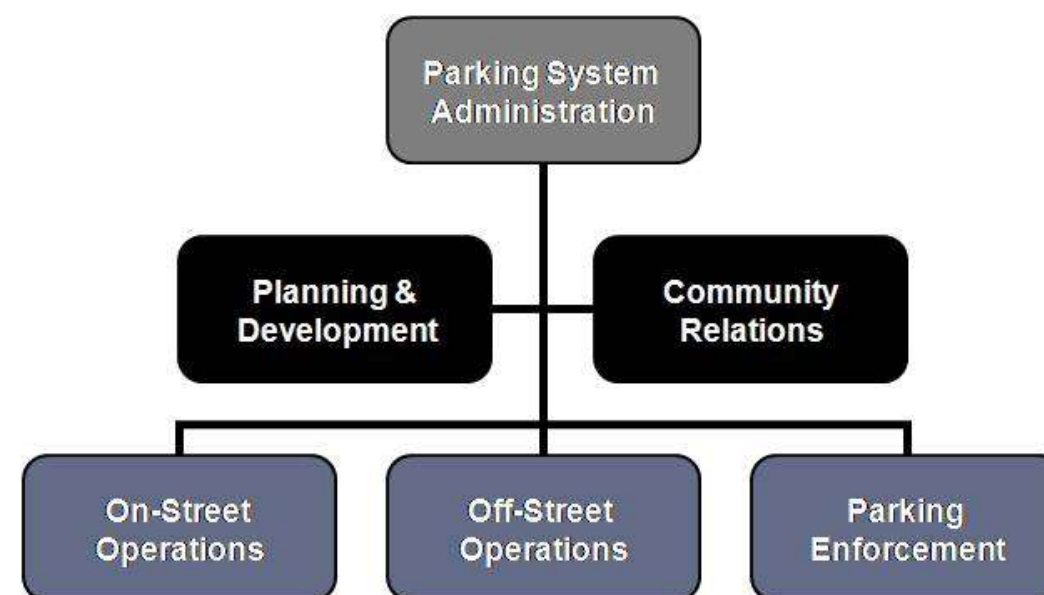 Parking System
Administration
Planning &
Development
Community
Relations
On-Street
Operations
Off-Street
Operations
Parking
Enforcement